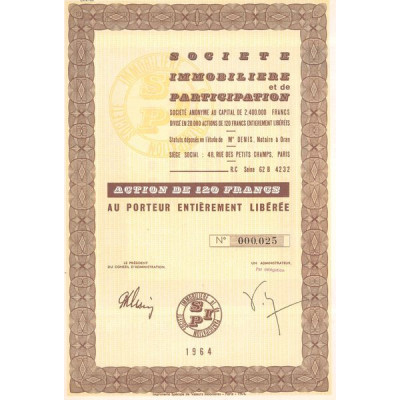 SOCIETE
IMMOBILIERE
et de
PARTICIPATION
SOCIÉTÉ ANONYME AU CAPITAL DE 2.400.000 FRANCS
DIVISÉ EN 20.000 ACTIONS DE 120 FRANCS ENTIÈREMENT LIBÉRÉES
Statuts déposés en l'étude de Me DENIS, Notaire à Oran
SIÈGE SOCIAL : 48, RUE DES PETITS CHAMPS, PARIS
R.C Seine 62 B 4232
ACTION DE 120 FRANCS
AU PORTEUR ENTIÈREMENT LIBÉRÉE
N° 000,025
LE PRÉSIDENT
DU CONSEIL D'ADMINISTRATION,
UN ADMINISTRATEUR,
SPI
1964